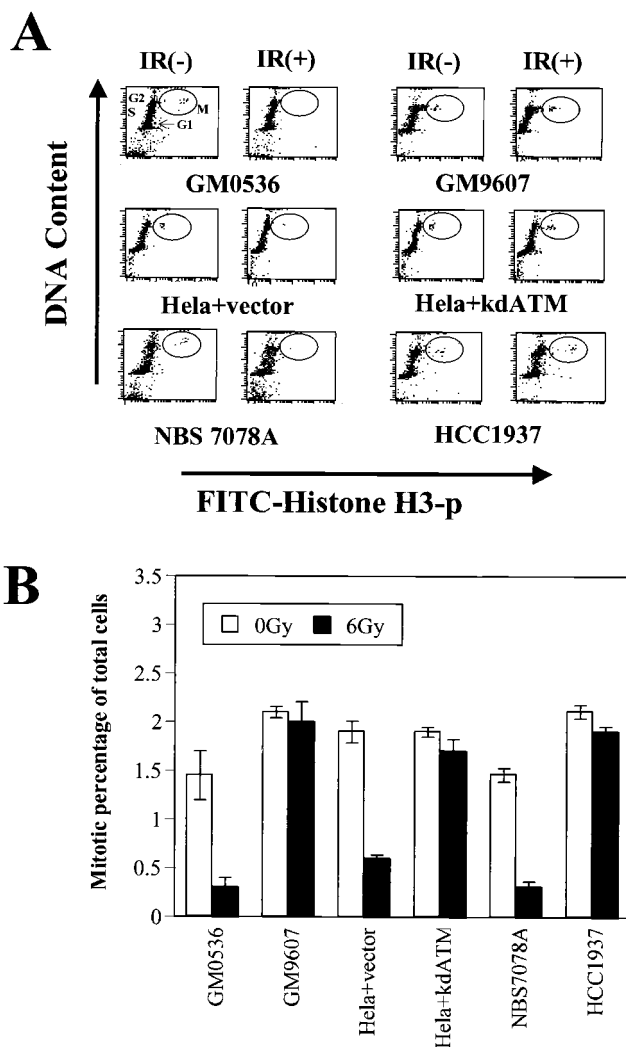 A
IR(-) IR(+) IR(-) IR(+)
G2
S
M
G1
GM0536 GM9607
Hela+vector Hela+kdATM
NBS 7078A HCC1937
DNA Content
FITC-Histone H3-p
B
3.5
3
2.5
2
1.5
1
0.5
0
Mitotic percentage of total cells
0Gy 6Gy
GM0536
GM9607
Hela+vector
Hela+kdATM
NBS7078A
HCC1937